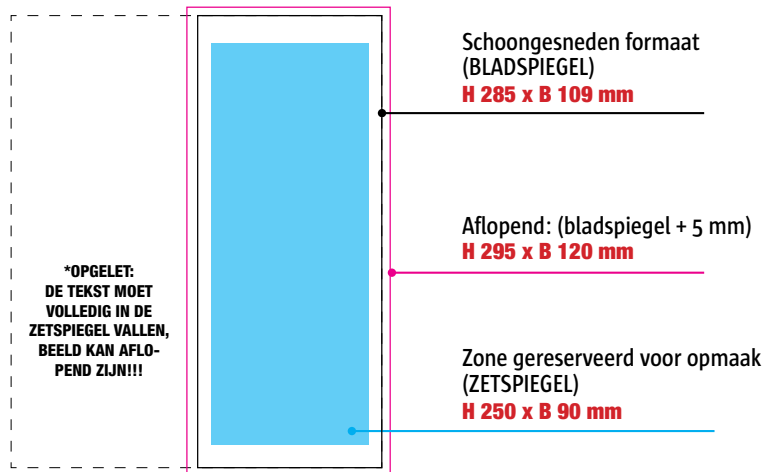 Schoongesneden formaat
(BLADSPIEGEL)
H 285 x B 109 mm
Aflopend: (bladspiegel + 5 mm)
H 295 x B 120 mm
*OPGELET:
DE TEKST MOET
VOLLEDIG IN DE
ZETSPIEGEL VALLEN,
BEELD KAN AFLO-
PEND ZIJN!!!
Zone gereserveerd voor opmaak
(ZETSPIEGEL)
H 250 x B 90 mm